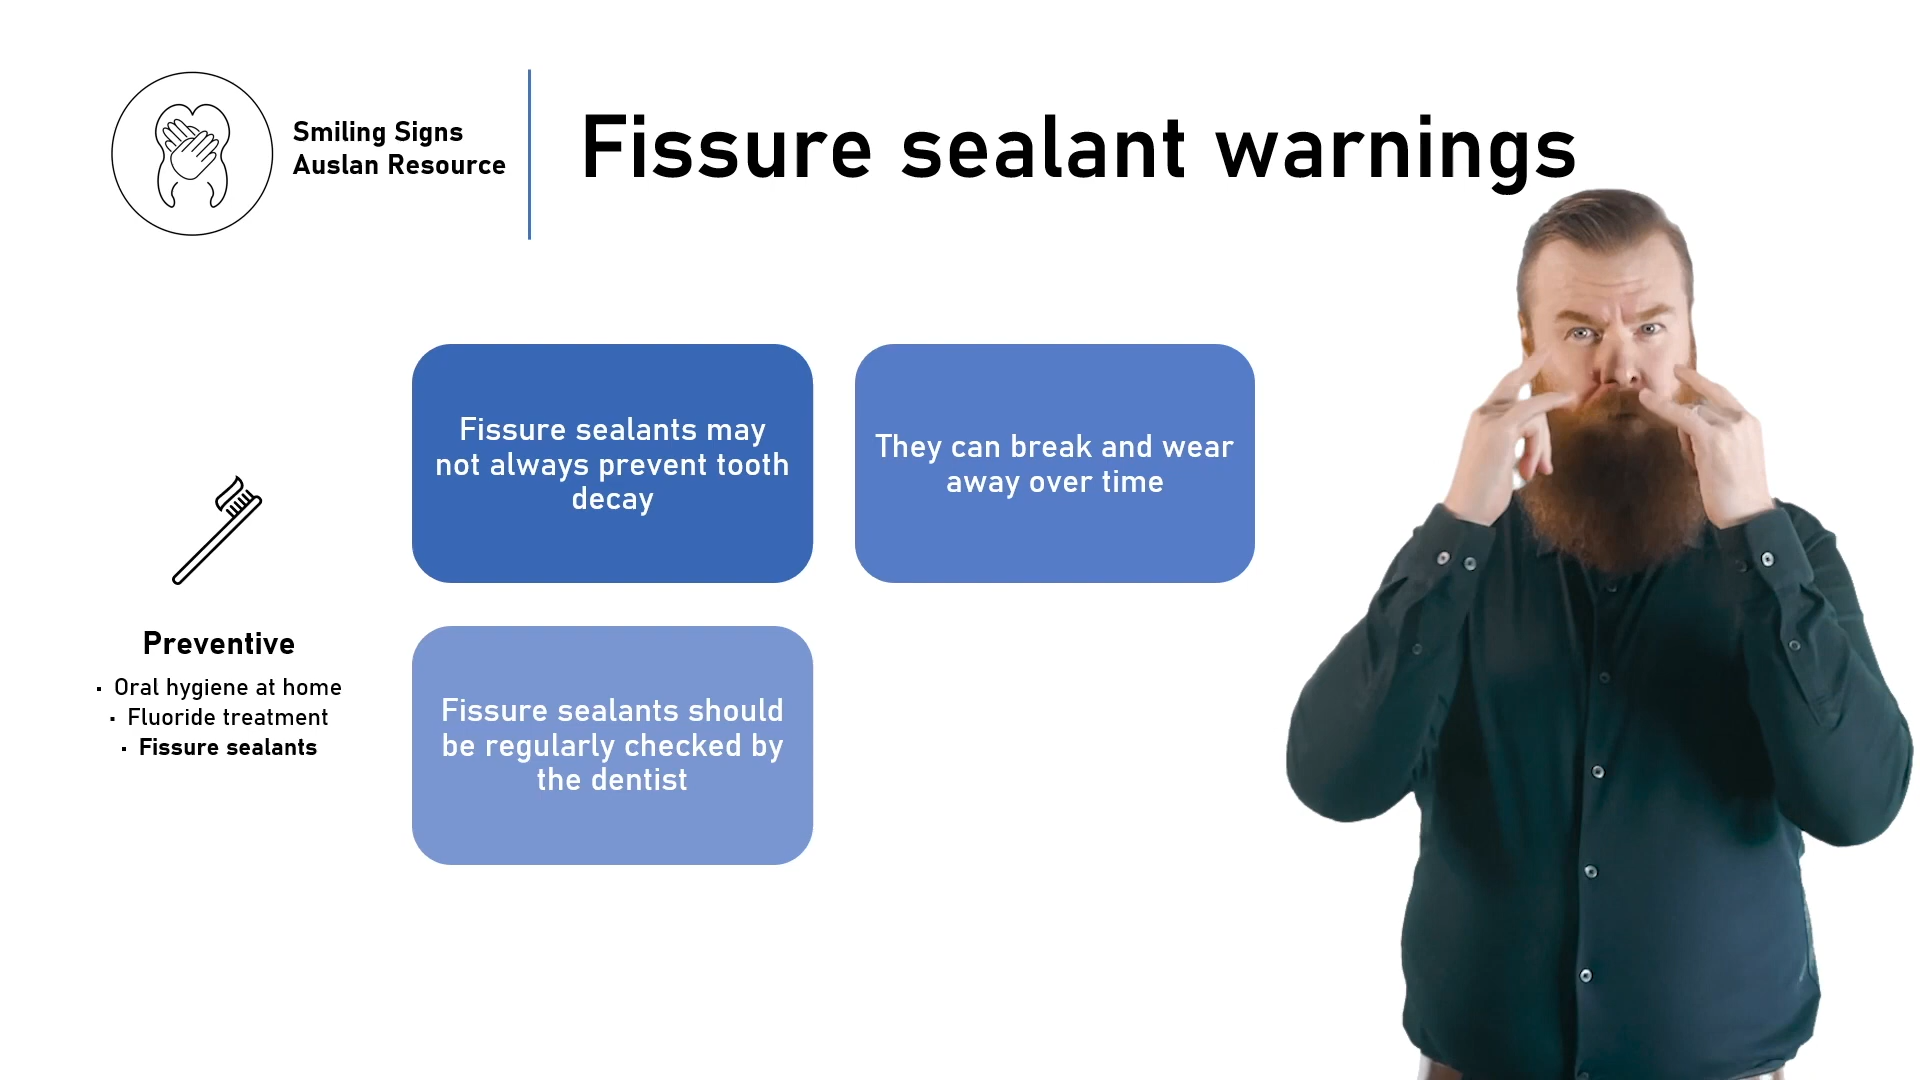 Smiling Signs
Auslan Resource
Fissure sealant warnings
Fissure sealants may
not always prevent tooth
decay
They can break and wear
away over time
Preventive
▪ Oral hygiene at home
▪ Fluoride treatment
▪ Fissure sealants
Fissure sealants should
be regularly checked by
the dentist